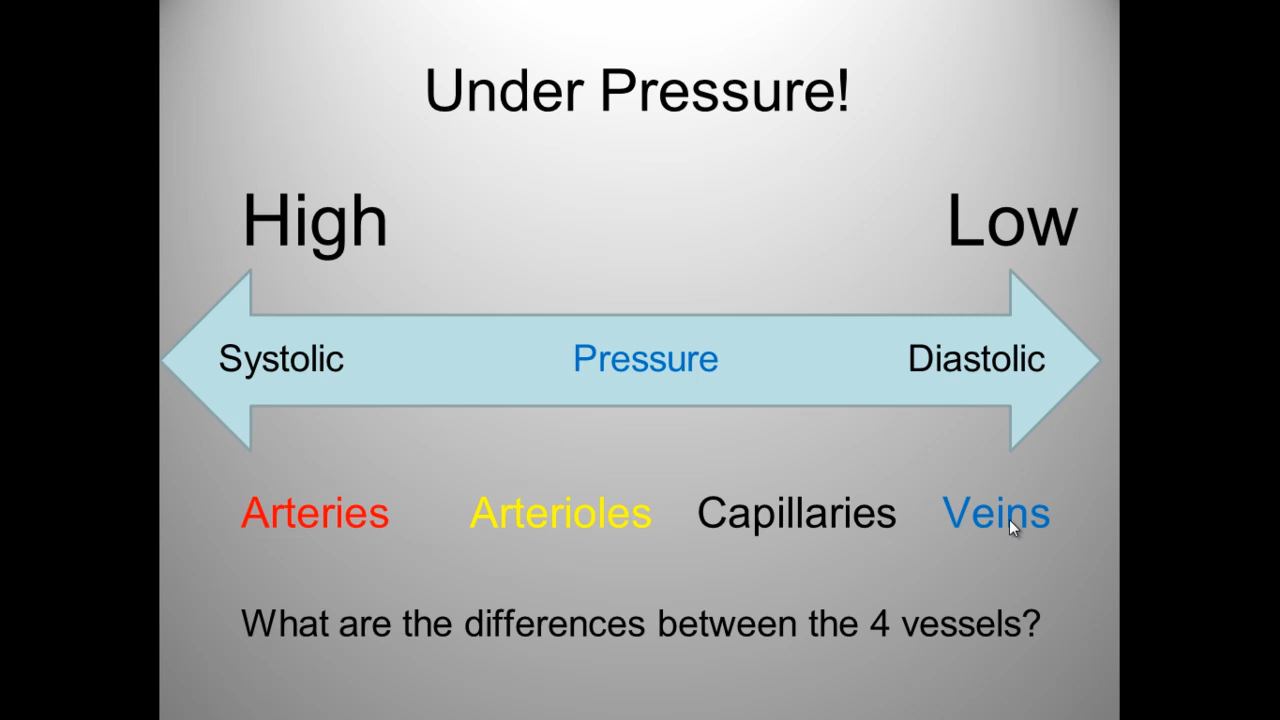 Under Pressure!
High Low
Systolic Pressure Diastolic
Arteries Arterioles Capillaries Veins
What are the differences between the 4 vessels?